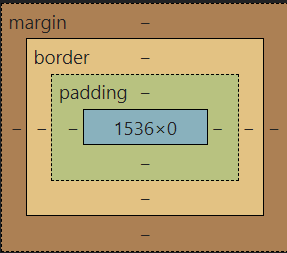 margin –
border –
padding –
– – – 1536×0 – – –
–
–
–